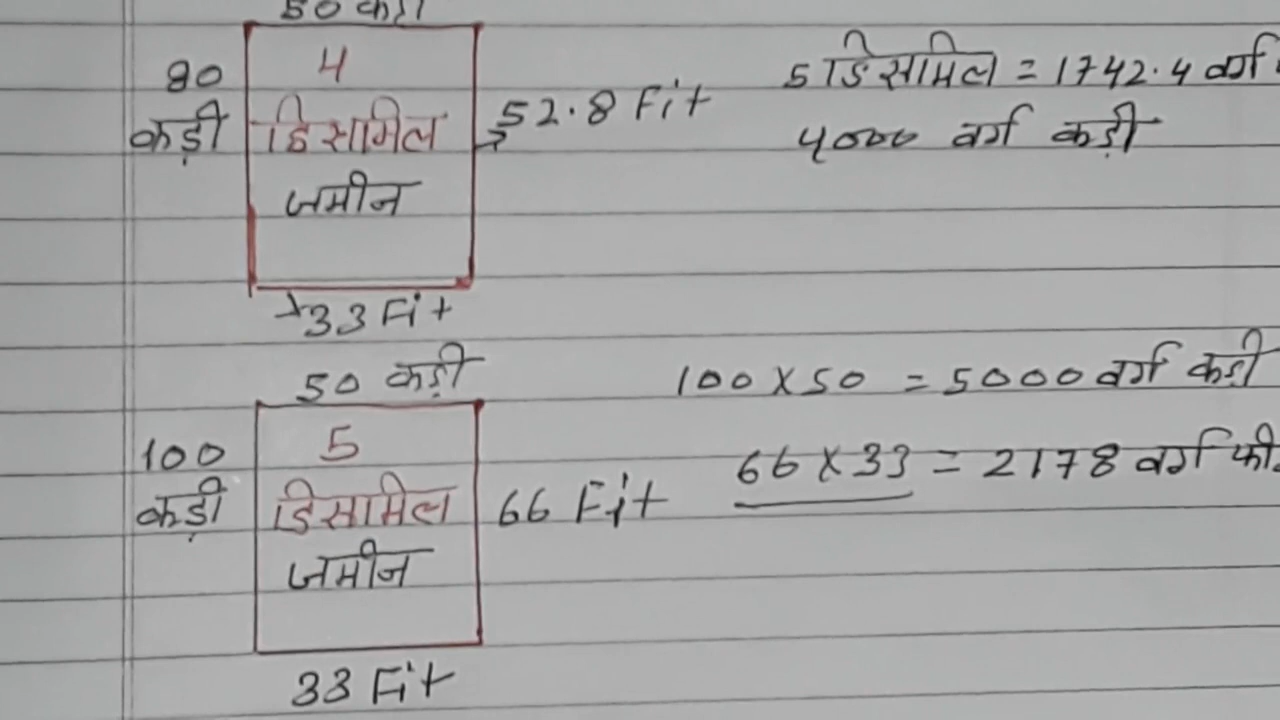 50 कड़ी
80
कड़ी
4
डिसमिल
जमीन
52.8 Fit
33 Fit
5 डिसमिल = 1742.4 वर्ग
4000 वर्ग कड़ी
50 कड़ी
100
कड़ी
5
डिसमिल
जमीन
66 Fit
33 Fit
100 X 50 = 5000 वर्ग कड़ी
66 X 33 = 2178 वर्ग फी